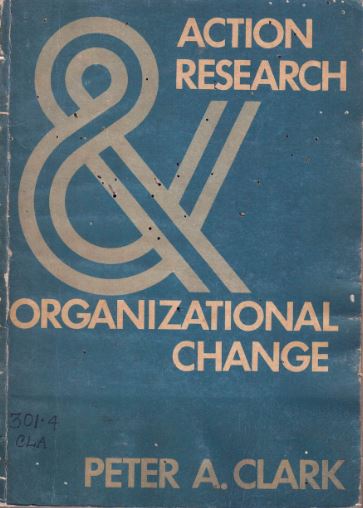 ACTION
RESEARCH
&
ORGANIZATIONAL
CHANGE
301.4
CLA
PETER A. CLARK